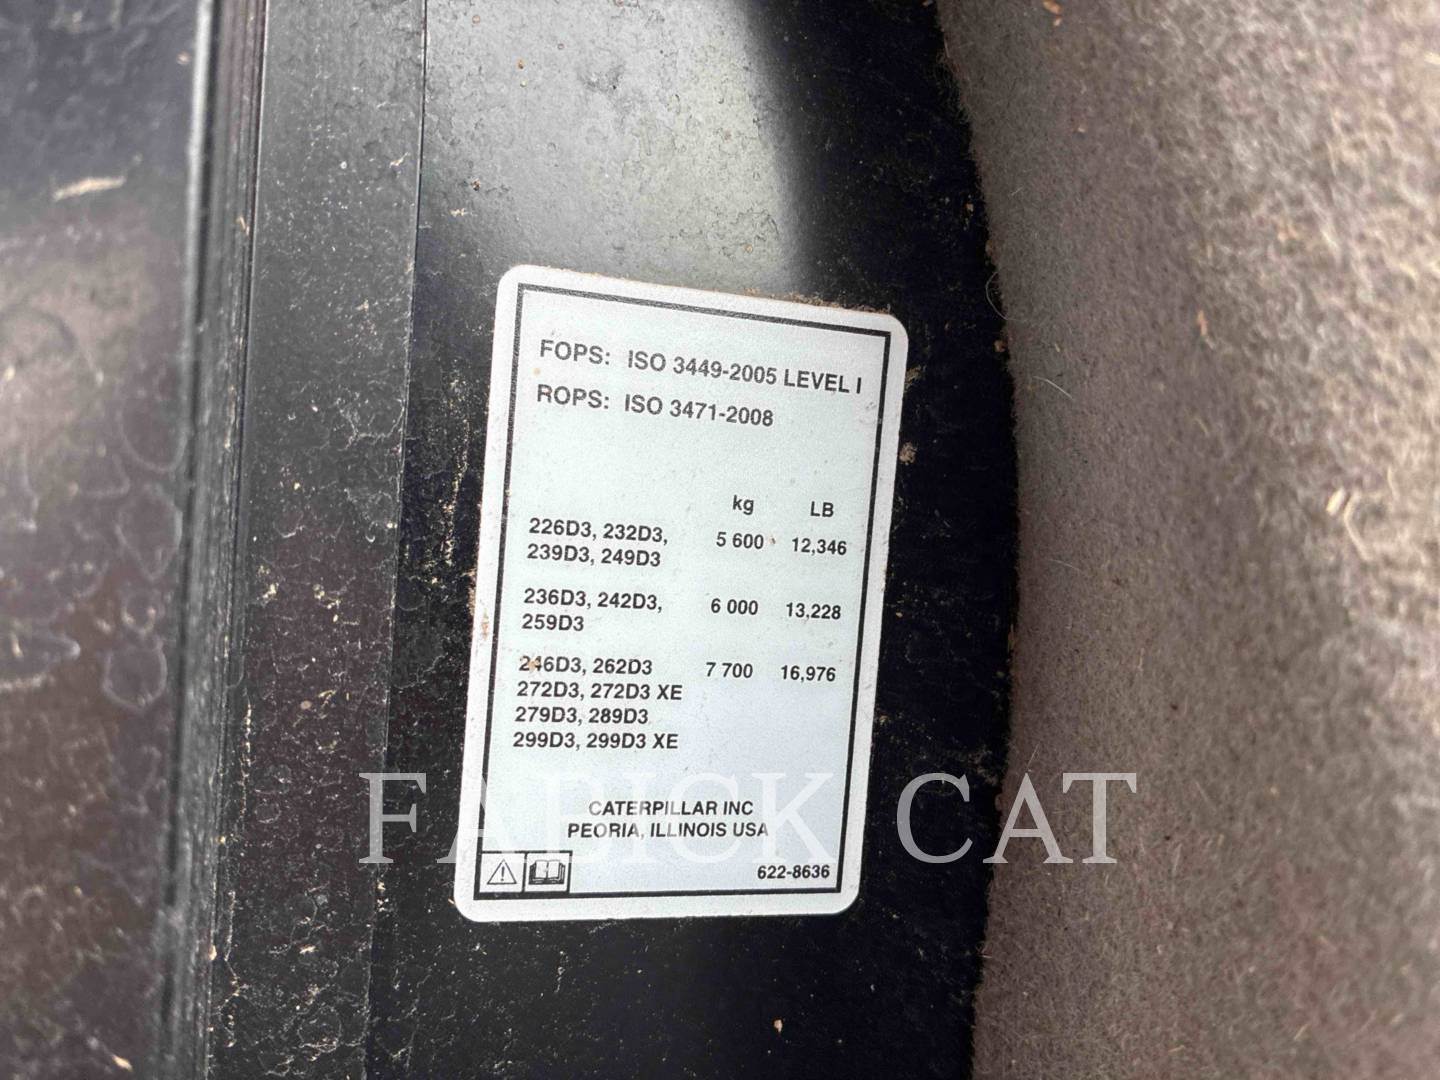 FOPS: ISO 3449-2005 LEVEL I
ROPS: ISO 3471-2008
kg LB
226D3, 232D3, 5 600 12,346
239D3, 249D3
236D3, 242D3, 6 000 13,228
259D3
246D3, 262D3 7 700 16,976
272D3, 272D3 XE
279D3, 289D3
299D3, 299D3 XE
FABICK CAT
CATERPILLAR INC
PEORIA, ILLINOIS USA
622-8636